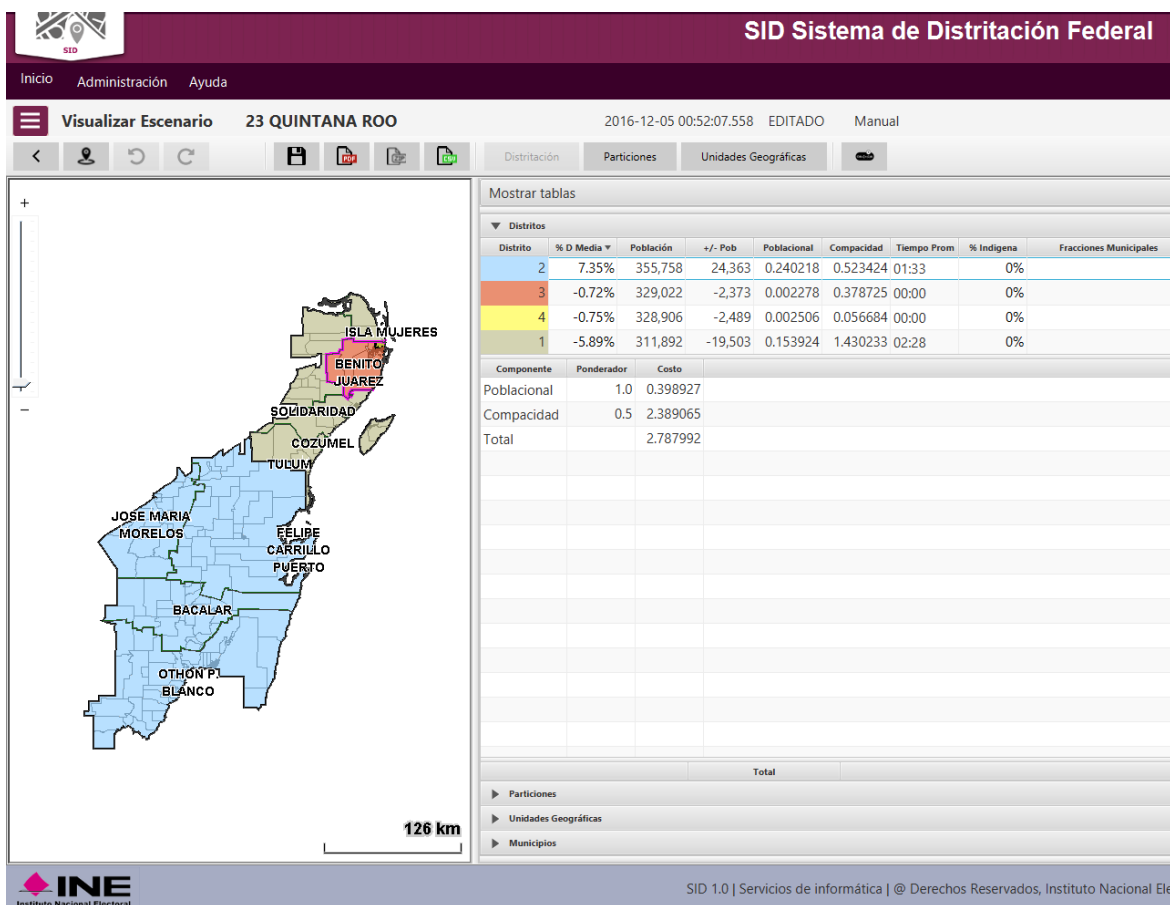 SID
SID Sistema de Distritación Federal
Inicio Administración Ayuda
Visualizar Escenario 23 QUINTANA ROO 2016-12-05 00:52:07.558 EDITADO Manual
PDF CSV Distritación Particiones Unidades Geográficas
Mostrar tablas
Distritos
Distrito % D Media Población +/- Pob Poblacional Compacidad Tiempo Prom % Indigena Fracciones Municipales
2 7.35% 355,758 24,363 0.240218 0.523424 01:33 0%
3 -0.72% 329,022 -2,373 0.002278 0.378725 00:00 0%
4 -0.75% 328,906 -2,489 0.002506 0.056684 00:00 0%
1 -5.89% 311,892 -19,503 0.153924 1.430233 02:28 0%
Componente Ponderador Costo
Poblacional 1.0 0.398927
Compacidad 0.5 2.389065
Total 2.787992
Total
Particiones
Unidades Geográficas
Municipios
+
−
ISLA MUJERES
BENITO
JUAREZ
SOLIDARIDAD
COZUMEL
TULUM
JOSE MARIA
MORELOS
FELIPE
CARRILLO
PUERTO
BACALAR
OTHON P.
BLANCO
126 km
INE
Instituto Nacional Electoral
SID 1.0 | Servicios de informática | @ Derechos Reservados, Instituto Nacional Ele